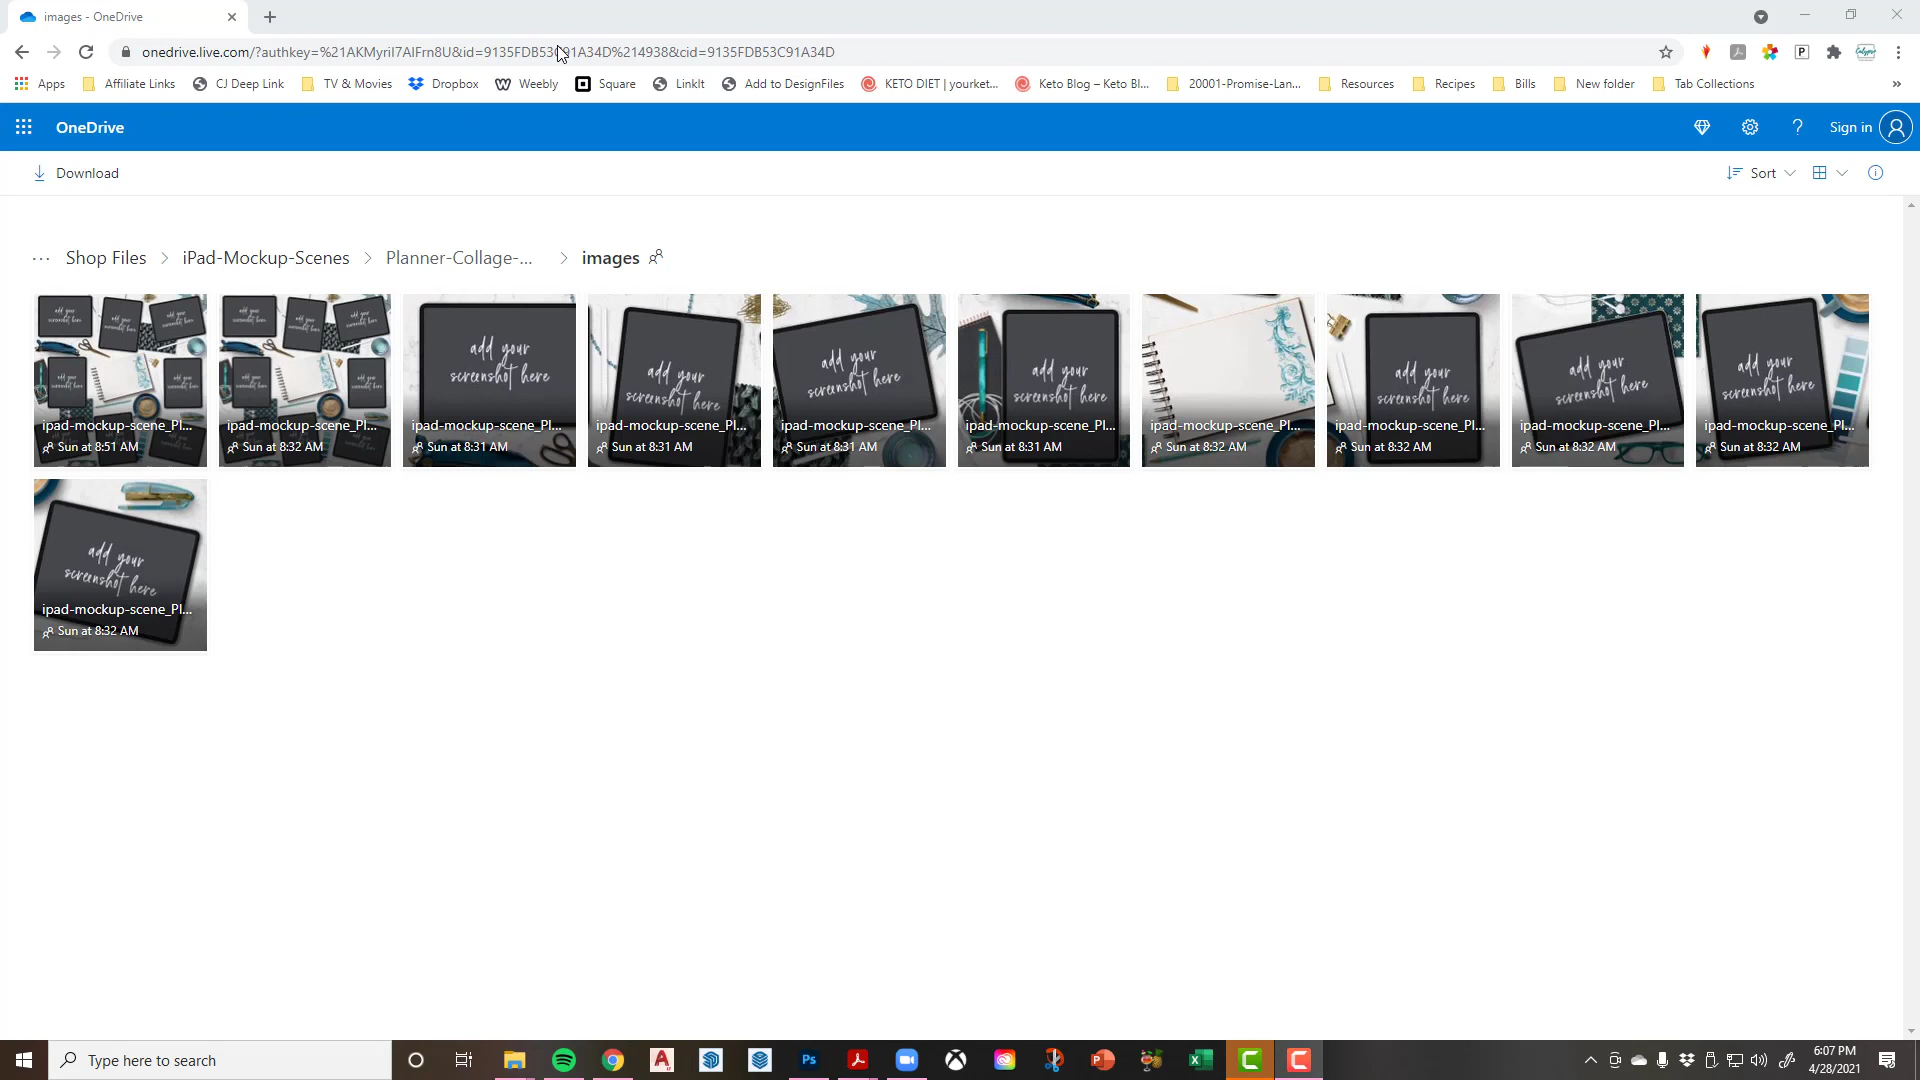 images - OneDrive
onedrive.live.com/?authkey=%21AKMyriI7AIFrn8U&id=9135FDB53C91A34D%214938&cid=9135FDB53C91A34D
Apps Affiliate Links CJ Deep Link TV & Movies Dropbox Weebly Square LinkIt Add to DesignFiles KETO DIET | yourket... Keto Blog – Keto Bl... 20001-Promise-Lan... Resources Recipes Bills New folder Tab Collections »
OneDrive ? Sign in
Download Sort
... Shop Files > iPad-Mockup-Scenes > Planner-Collage-... > images
add your screenshot here
add your screenshot here
add your screenshot here
add your screenshot here
add your screenshot here
add your screenshot here
add your screenshot here
ipad-mockup-scene_Pl... ipad-mockup-scene_Pl... ipad-mockup-scene_Pl... ipad-mockup-scene_Pl... ipad-mockup-scene_Pl... ipad-mockup-scene_Pl... ipad-mockup-scene_Pl... ipad-mockup-scene_Pl... ipad-mockup-scene_Pl... ipad-mockup-scene_Pl...
Sun at 8:51 AM Sun at 8:32 AM Sun at 8:31 AM Sun at 8:31 AM Sun at 8:31 AM Sun at 8:31 AM Sun at 8:32 AM Sun at 8:32 AM Sun at 8:32 AM Sun at 8:32 AM
add your
screenshot here
ipad-mockup-scene_Pl...
Sun at 8:32 AM
Type here to search
Ps
6:07 PM
4/28/2021